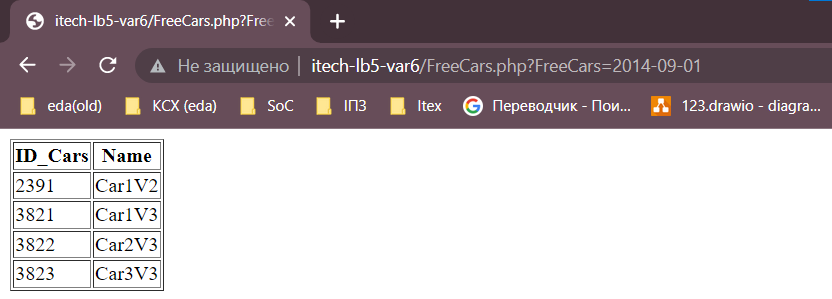 itech-lb5-var6/FreeCars.php?Free
Не защищено | itech-lb5-var6/FreeCars.php?FreeCars=2014-09-01
eda(old) КСХ (eda) SoC ІПЗ Itex Переводчик - Пои... 123.drawio - diagra...
ID_Cars Name
2391 Car1V2
3821 Car1V3
3822 Car2V3
3823 Car3V3